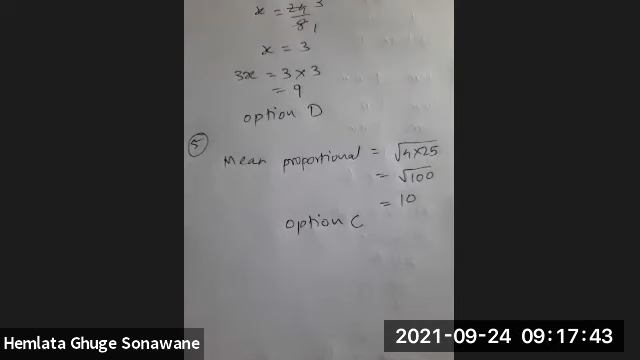 x = 24 3
8 1
x = 3
3x = 3 × 3
= 9
option D
5
Mean proportional = √4×25
= √100
= 10
option C
Hemlata Ghuge Sonawane
2021-09-24 09:17:43